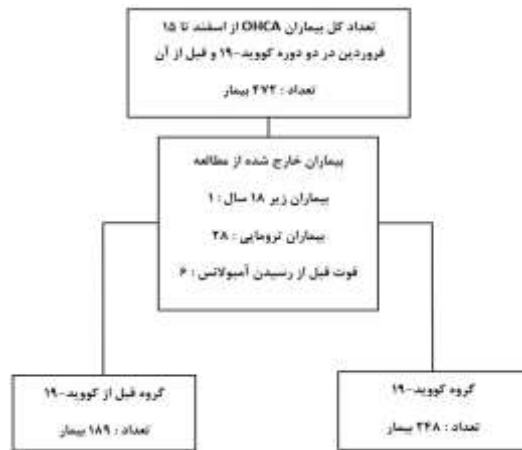 تعداد کل بیماران OHCA از اسفند تا ۱۵
فروردین در دو دوره کووید-۱۹ و قبل از آن
تعداد : ۴۷۲ بیمار
بیماران خارج شده از مطالعه
بیماران زیر ۱۸ سال : ۱
بیماران ترومایی : ۲۸
فوت قبل از رسیدن آمبولانس : ۶
گروه قبل از کووید-۱۹
تعداد : ۱۸۹ بیمار
گروه کووید-۱۹
تعداد : ۲۴۸ بیمار